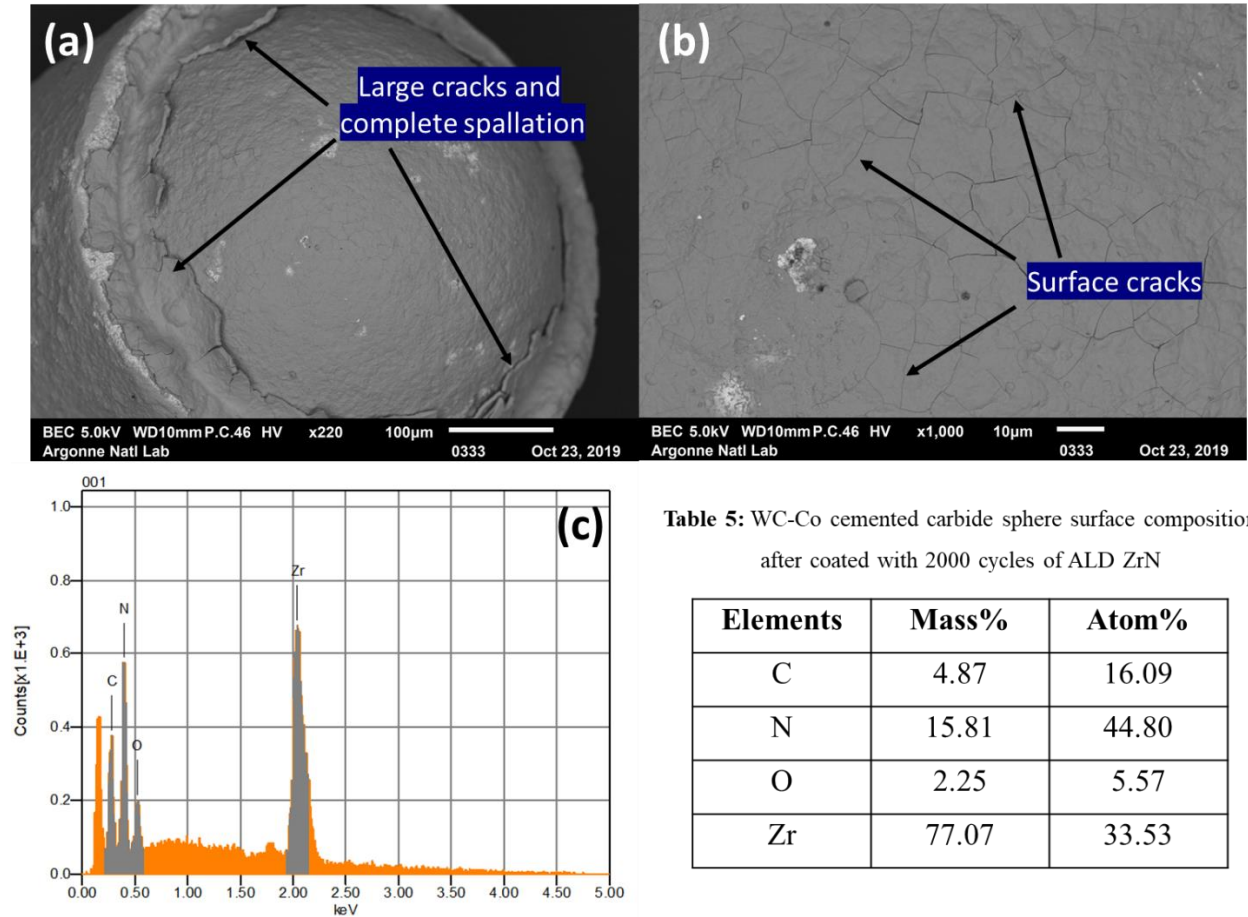 (a)
Large cracks and
complete spallation
BEC 5.0kV WD10mm P.C.46 HV x220 100μm
Argonne Natl Lab 0333 Oct 23, 2019
(b)
Surface cracks
BEC 5.0kV WD10mm P.C.46 HV x1,000 10μm
Argonne Natl Lab 0333 Oct 23, 2019
001
(c)
Counts[x1.E+3]
1.0
0.8
0.6
0.4
0.2
0.0
C
N
O
Zr
0.00 0.50 1.00 1.50 2.00 2.50 3.00 3.50 4.00 4.50 5.00
keV
Table 5: WC-Co cemented carbide sphere surface composition
after coated with 2000 cycles of ALD ZrN
Elements Mass% Atom%
C 4.87 16.09
N 15.81 44.80
O 2.25 5.57
Zr 77.07 33.53